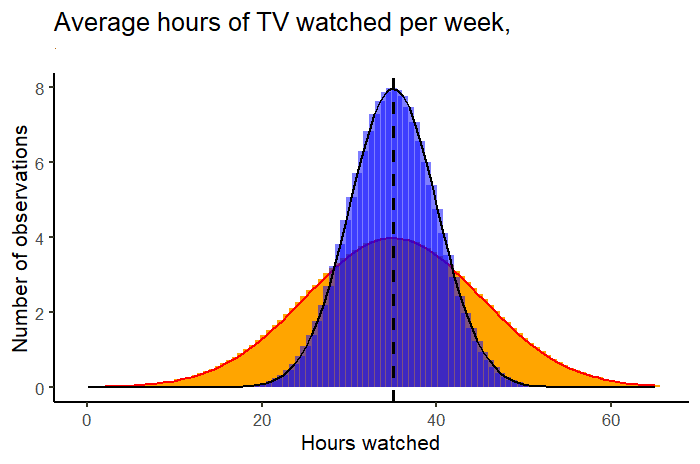 Average hours of TV watched per week,
.
Number of observations
8
6
4
2
0
0 20 40 60
Hours watched